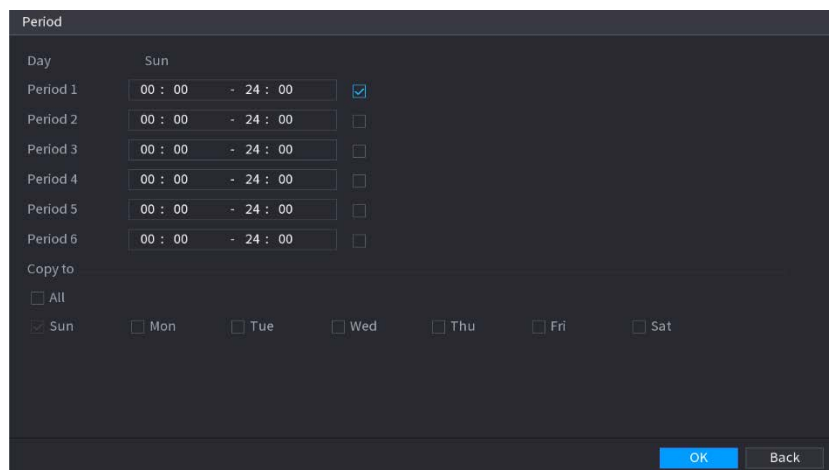 Period
Day Sun
Period 1 00 : 00 - 24 : 00
Period 2 00 : 00 - 24 : 00
Period 3 00 : 00 - 24 : 00
Period 4 00 : 00 - 24 : 00
Period 5 00 : 00 - 24 : 00
Period 6 00 : 00 - 24 : 00
Copy to
All
Sun Mon Tue Wed Thu Fri Sat
OK Back